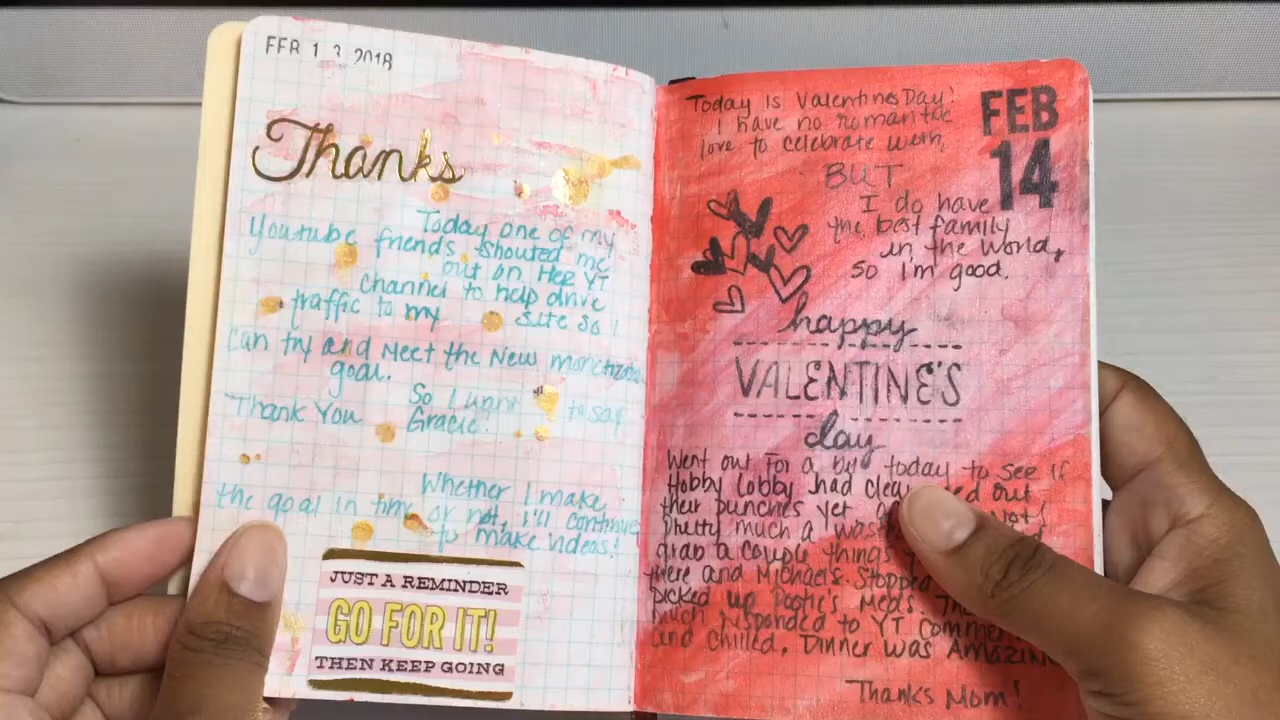 FEB 13 2018
Thanks
Today one of my
Youtube friends shouted me
out on Her YT
Channel to help drive
traffic to my site so I
can try and Meet the New
goal.
So I want to say
Thank You Gracie.
Whether I make
the goal in time or not, I'll continue
to make videos!
JUST A REMINDER
GO FOR IT!
THEN KEEP GOING
Today is Valentines Day!
I have no romantic
love to celebrate with,
FEB
14
BUT
I do have
the best family
in the World,
so I'm good.
happy
VALENTINE'S
day
Went out for a bit today to see if
Hobby Lobby had out
their punches yet
Pretty much a
grab a couple things
there and Michael's. Stopped
picked up Meds.
much responded to YT
and chilled. Dinner was Amazing
Thanks Mom!